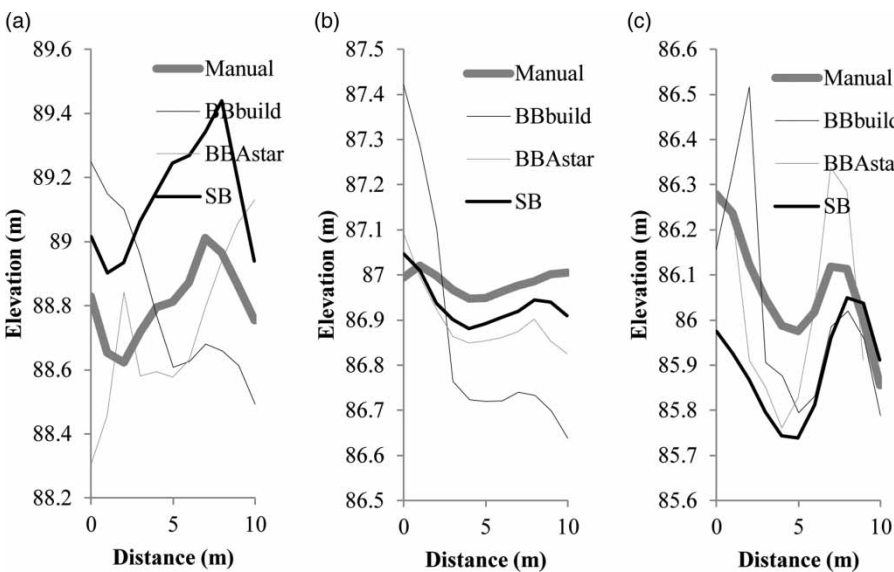 (a)
89.6
89.4
89.2
89
88.8
88.6
88.4
88.2
Elevation (m)
Manual
BBbuild
BBAstar
SB
0 5 10
Distance (m)
(b)
87.5
87.4
87.3
87.2
87.1
87
86.9
86.8
86.7
86.6
86.5
Elevation (m)
Manual
BBbuild
BBAstar
SB
0 5 10
Distance (m)
(c)
86.6
86.5
86.4
86.3
86.2
86.1
86
85.9
85.8
85.7
85.6
Elevation (m)
Manual
BBbuild
BBAsta
SB
0 5 10
Distance (m)